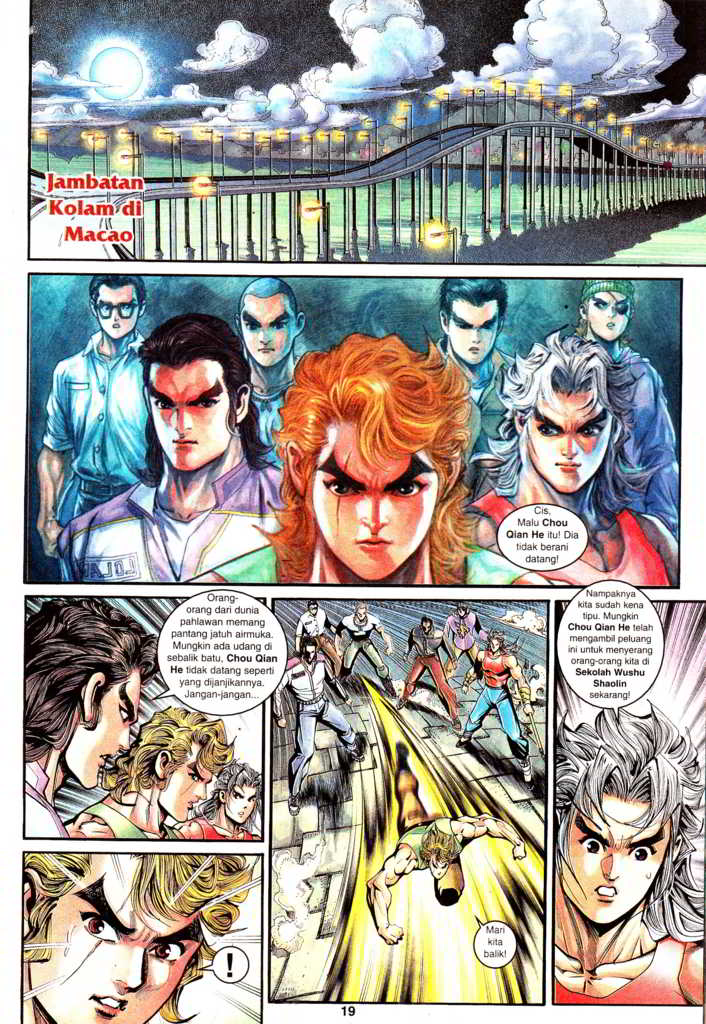 Jambatan
Kolam di
Macao
Cis,
Malu Chou
Qian He itu! Dia
tidak berani
datang!
Orang-
orang dari dunia
pahlawan memang
pantang jatuh airmuka.
Mungkin ada udang di
sebalik batu, Chou Qian
He tidak datang seperti
yang dijanjikannya.
Jangan-jangan...
Nampaknya
kita sudah kena
tipu. Mungkin
Chou Qian He telah
mengambil peluang
ini untuk menyerang
orang-orang kita di
Sekolah Wushu
Shaolin
sekarang!
!
Mari
kita
balik!
19